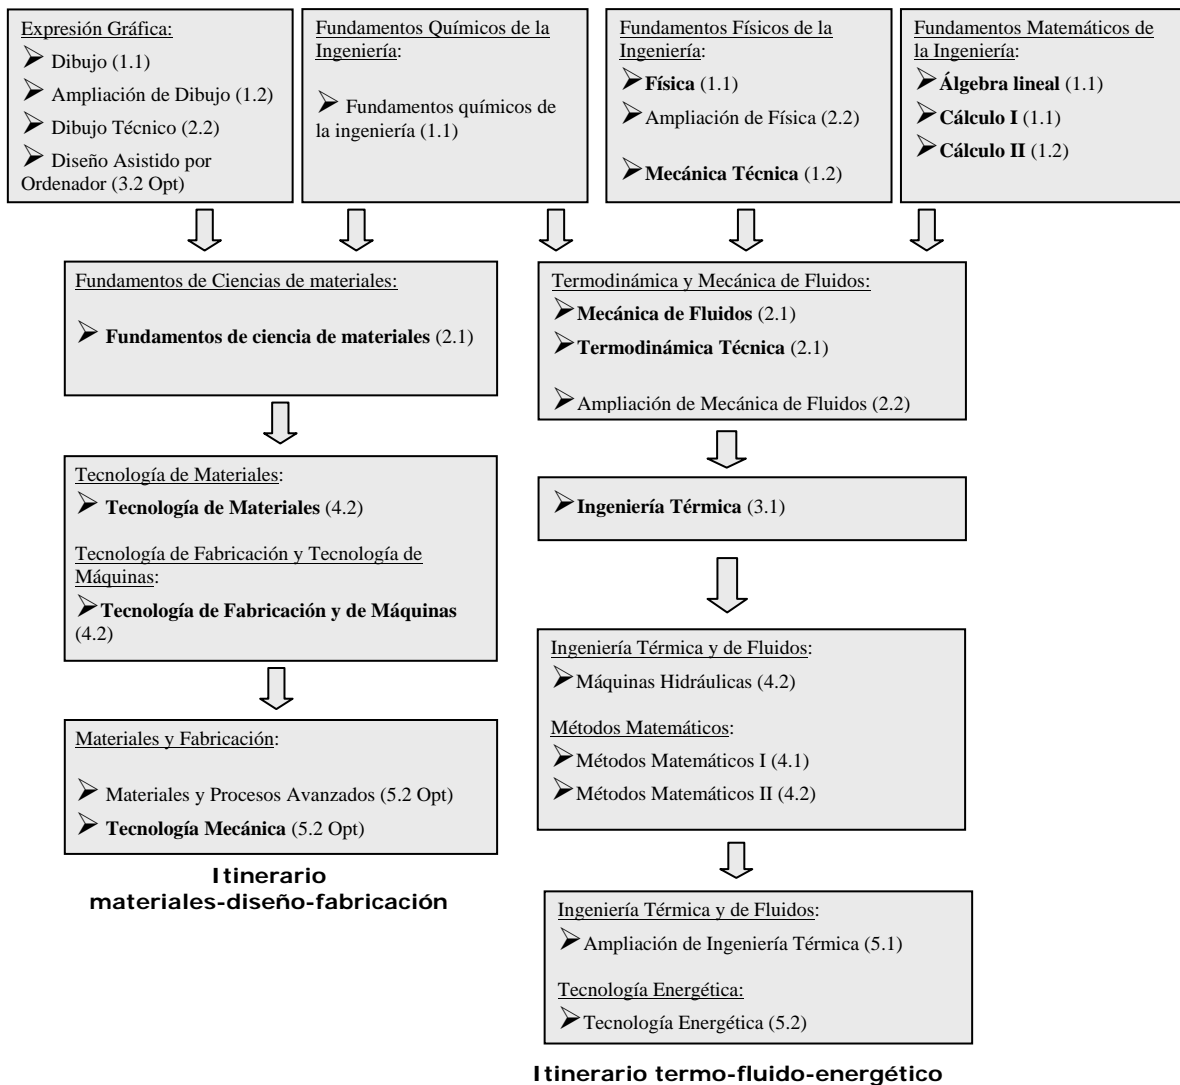 Expresión Gráfica:
➢ Dibujo (1.1)
➢ Ampliación de Dibujo (1.2)
➢ Dibujo Técnico (2.2)
➢ Diseño Asistido por
Ordenador (3.2 Opt)
Fundamentos Químicos de la
Ingeniería:
➢ Fundamentos químicos de
la ingeniería (1.1)
Fundamentos Físicos de la
Ingeniería:
➢ Física (1.1)
➢ Ampliación de Física (2.2)
➢ Mecánica Técnica (1.2)
Fundamentos Matemáticos de
la Ingeniería:
➢ Álgebra lineal (1.1)
➢ Cálculo I (1.1)
➢ Cálculo II (1.2)
Fundamentos de Ciencias de materiales:
➢ Fundamentos de ciencia de materiales (2.1)
Tecnología de Materiales:
➢ Tecnología de Materiales (4.2)
Tecnología de Fabricación y Tecnología de
Máquinas:
➢ Tecnología de Fabricación y de Máquinas
(4.2)
Materiales y Fabricación:
➢ Materiales y Procesos Avanzados (5.2 Opt)
➢ Tecnología Mecánica (5.2 Opt)
Itinerario
materiales-diseño-fabricación
Termodinámica y Mecánica de Fluidos:
➢ Mecánica de Fluidos (2.1)
➢ Termodinámica Técnica (2.1)
➢ Ampliación de Mecánica de Fluidos (2.2)
➢ Ingeniería Térmica (3.1)
Ingeniería Térmica y de Fluidos:
➢ Máquinas Hidráulicas (4.2)
Métodos Matemáticos:
➢ Métodos Matemáticos I (4.1)
➢ Métodos Matemáticos II (4.2)
Ingeniería Térmica y de Fluidos:
➢ Ampliación de Ingeniería Térmica (5.1)
Tecnología Energética:
➢ Tecnología Energética (5.2)
Itinerario termo-fluido-energético